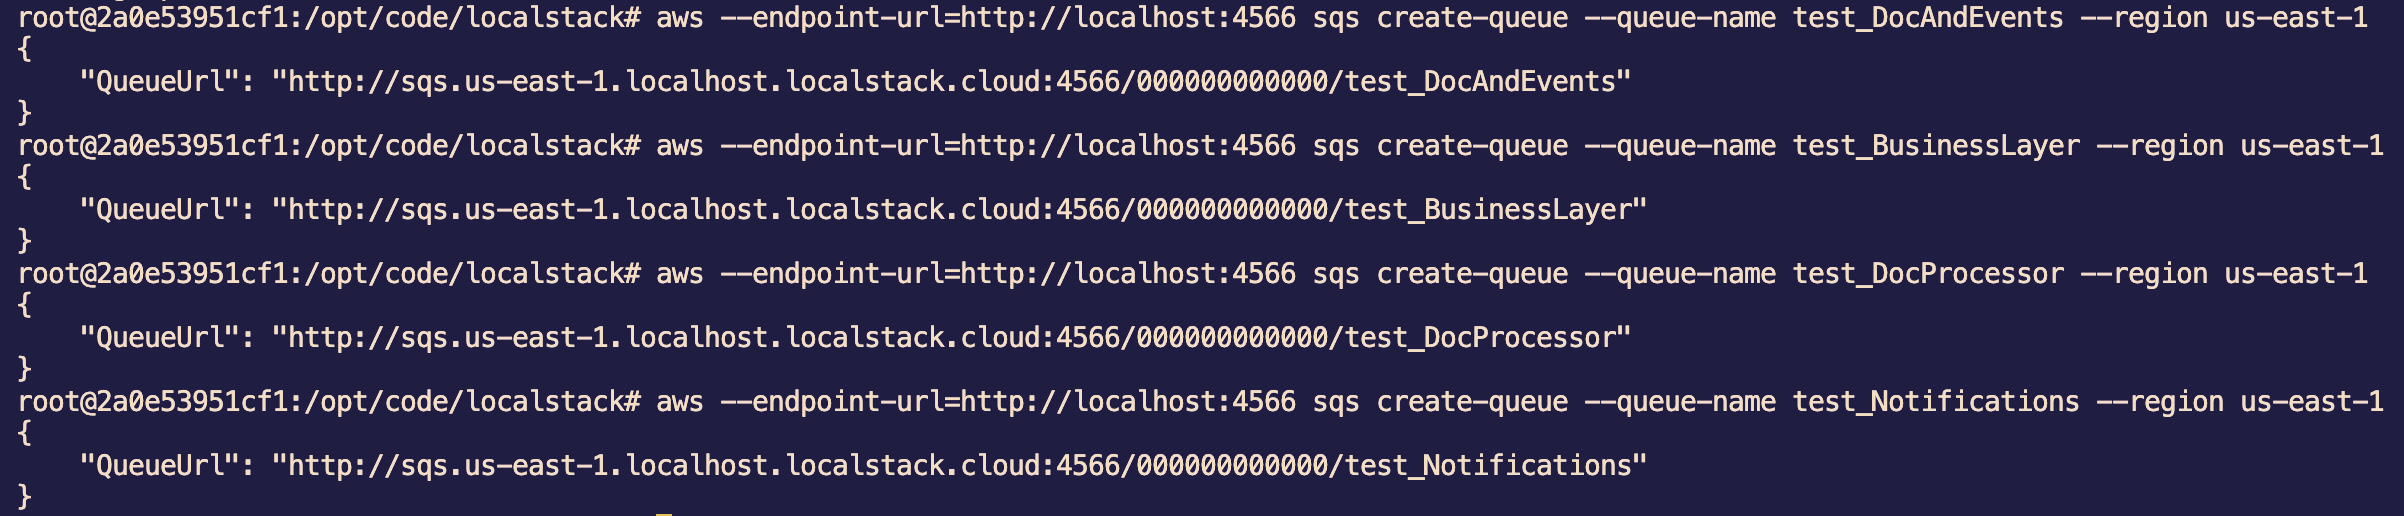 root@2a0e53951cf1:/opt/code/localstack# aws --endpoint-url=http://localhost:4566 sqs create-queue --queue-name test_DocAndEvents --region us-east-1
{
    "QueueUrl": "http://sqs.us-east-1.localhost.localstack.cloud:4566/000000000000/test_DocAndEvents"
}
root@2a0e53951cf1:/opt/code/localstack# aws --endpoint-url=http://localhost:4566 sqs create-queue --queue-name test_BusinessLayer --region us-east-1
{
    "QueueUrl": "http://sqs.us-east-1.localhost.localstack.cloud:4566/000000000000/test_BusinessLayer"
}
root@2a0e53951cf1:/opt/code/localstack# aws --endpoint-url=http://localhost:4566 sqs create-queue --queue-name test_DocProcessor --region us-east-1
{
    "QueueUrl": "http://sqs.us-east-1.localhost.localstack.cloud:4566/000000000000/test_DocProcessor"
}
root@2a0e53951cf1:/opt/code/localstack# aws --endpoint-url=http://localhost:4566 sqs create-queue --queue-name test_Notifications --region us-east-1
{
    "QueueUrl": "http://sqs.us-east-1.localhost.localstack.cloud:4566/000000000000/test_Notifications"
}